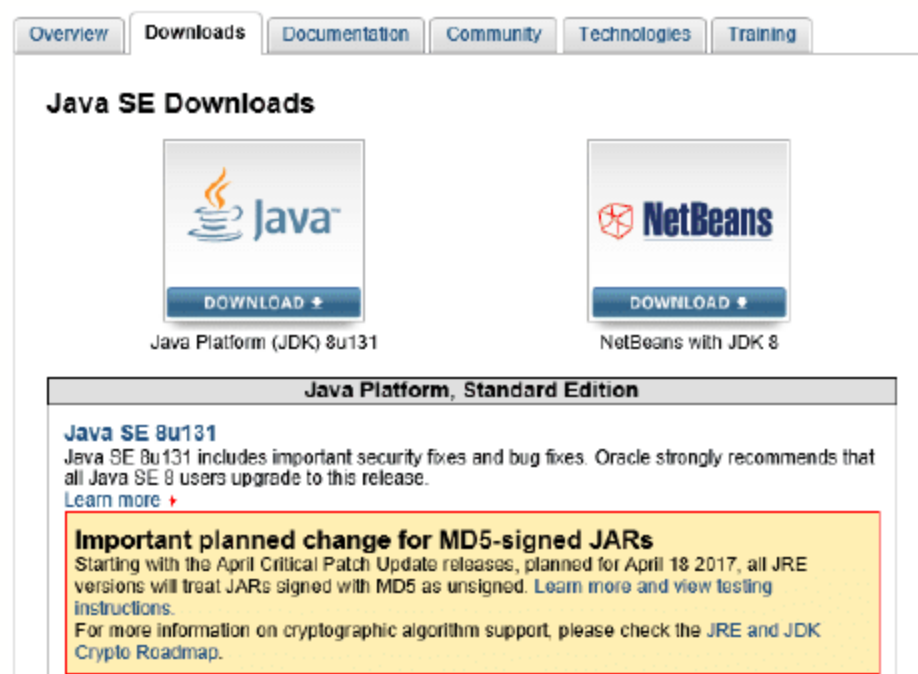 Overview Downloads Documentation Community Technologies Training
Java SE Downloads
Java™ NetBeans
DOWNLOAD DOWNLOAD
Java Platform (JDK) 8u131 NetBeans with JDK 8
Java Platform, Standard Edition
Java SE 8u131
Java SE 8u131 includes important security fixes and bug fixes. Oracle strongly recommends that
all Java SE 8 users upgrade to this release.
Learn more
Important planned change for MD5-signed JARs
Starting with the April Critical Patch Update releases, planned for April 18 2017, all JRE
versions will treat JARs signed with MD5 as unsigned. Learn more and view testing
instructions.
For more information on cryptographic algorithm support, please check the JRE and JDK
Crypto Roadmap.